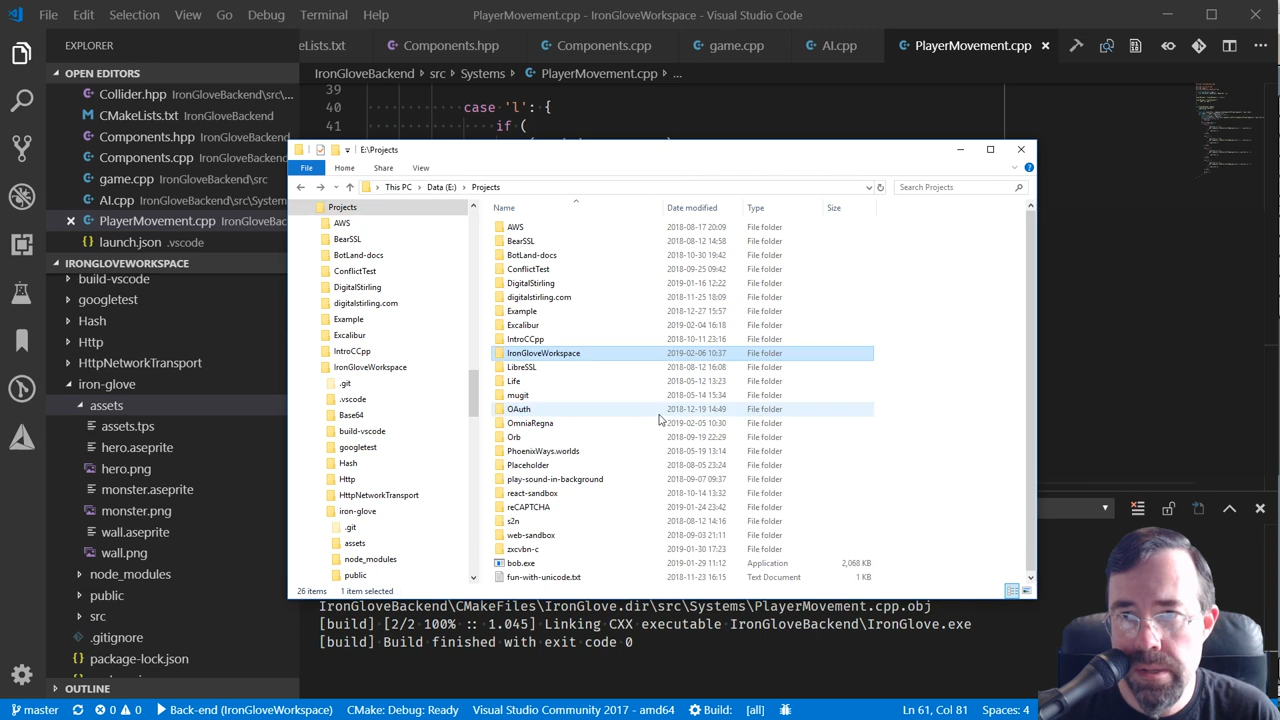 File Edit Selection View Go Debug Terminal Help PlayerMovement.cpp - IronGloveWorkspace - Visual Studio Code
EXPLORER
eLists.txt Components.hpp Components.cpp game.cpp AI.cpp PlayerMovement.cpp
IronGloveBackend src Systems PlayerMovement.cpp ...
OPEN EDITORS
Collider.hpp IronGloveBackend\src\...
CMakeLists.txt IronGloveBackend
Components.hpp IronGloveBacken...
Components.cpp IronGloveBacken...
game.cpp IronGloveBackend\src
AI.cpp IronGloveBackend\src\System...
PlayerMovement.cpp IronGloveBa...
launch.json .vscode
IRONGLOVEWORKSPACE
build-vscode
googletest
Hash
Http
HttpNetworkTransport
iron-glove
assets
assets.tps
hero.aseprite
hero.png
monster.aseprite
monster.png
wall.aseprite
wall.png
node_modules
public
src
.gitignore
package-lock.json
OUTLINE
39
40 case 'l': {
41 if (
E:\Projects
File Home Share View
This PC Data (E:) Projects
Search Projects
Projects
AWS
BearSSL
BotLand-docs
ConflictTest
DigitalStirling
digitalstirling.com
Example
Excalibur
IntroCCpp
IronGloveWorkspace
.git
.vscode
Base64
build-vscode
googletest
Hash
Http
HttpNetworkTransport
iron-glove
.git
assets
node_modules
public
Name Date modified Type Size
AWS 2018-08-17 20:09 File folder
BearSSL 2018-08-12 14:58 File folder
BotLand-docs 2018-10-30 19:42 File folder
ConflictTest 2018-09-25 09:42 File folder
DigitalStirling 2019-01-16 12:22 File folder
digitalstirling.com 2018-11-25 18:09 File folder
Example 2018-12-27 15:57 File folder
Excalibur 2019-02-04 16:18 File folder
IntroCCpp 2018-10-11 23:16 File folder
IronGloveWorkspace 2019-02-06 10:37 File folder
LibreSSL 2018-08-12 16:08 File folder
Life 2018-05-12 13:23 File folder
mugit 2018-05-14 15:34 File folder
OAuth 2018-12-19 14:49 File folder
OmniaRegna 2019-02-05 10:30 File folder
Orb 2018-09-19 22:29 File folder
PhoenixWays.worlds 2018-05-19 13:14 File folder
Placeholder 2018-08-05 23:24 File folder
play-sound-in-background 2018-09-07 09:37 File folder
react-sandbox 2018-10-14 13:32 File folder
reCAPTCHA 2019-01-24 23:42 File folder
s2n 2018-08-12 14:16 File folder
web-sandbox 2018-09-03 21:11 File folder
zxcvbn-c 2019-01-30 17:23 File folder
bob.exe 2019-01-29 11:12 Application 2,068 KB
fun-with-unicode.txt 2018-11-23 16:15 Text Document 1 KB
26 items 1 item selected
IronGloveBackend\CMakeFiles\IronGlove.dir\src\Systems\PlayerMovement.cpp.obj
[build] [2/2 100% :: 1.045] Linking CXX executable IronGloveBackend\IronGlove.exe
[build] Build finished with exit code 0
master 0 0 Back-end (IronGloveWorkspace) CMake: Debug: Ready Visual Studio Community 2017 - amd64 Build: [all] Ln 61, Col 81 Spaces: 4